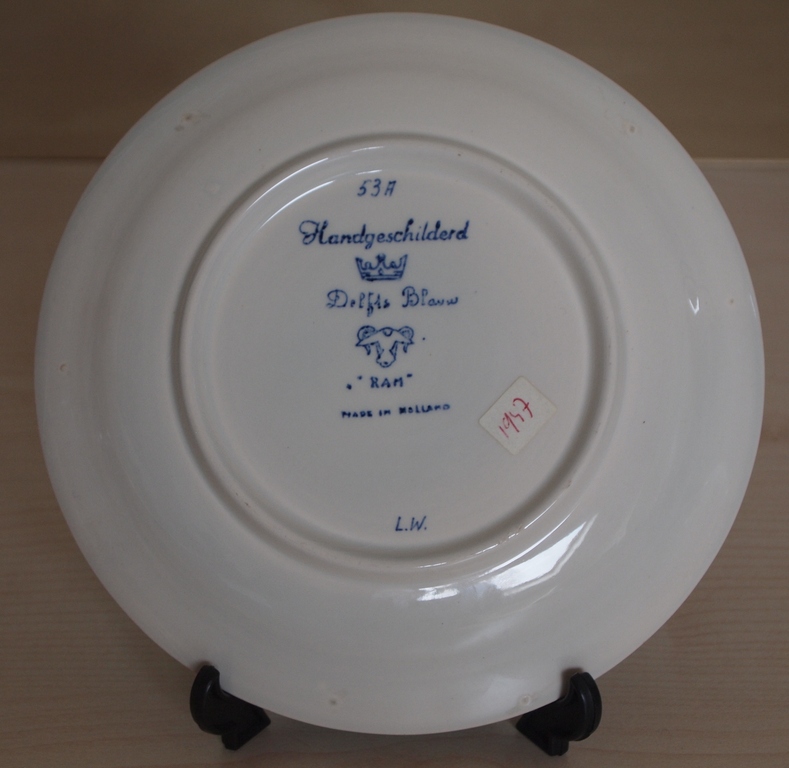 53A
Handgeschilderd
Delfts Blauw
"RAM"
MADE IN HOLLAND
1947
L.W.